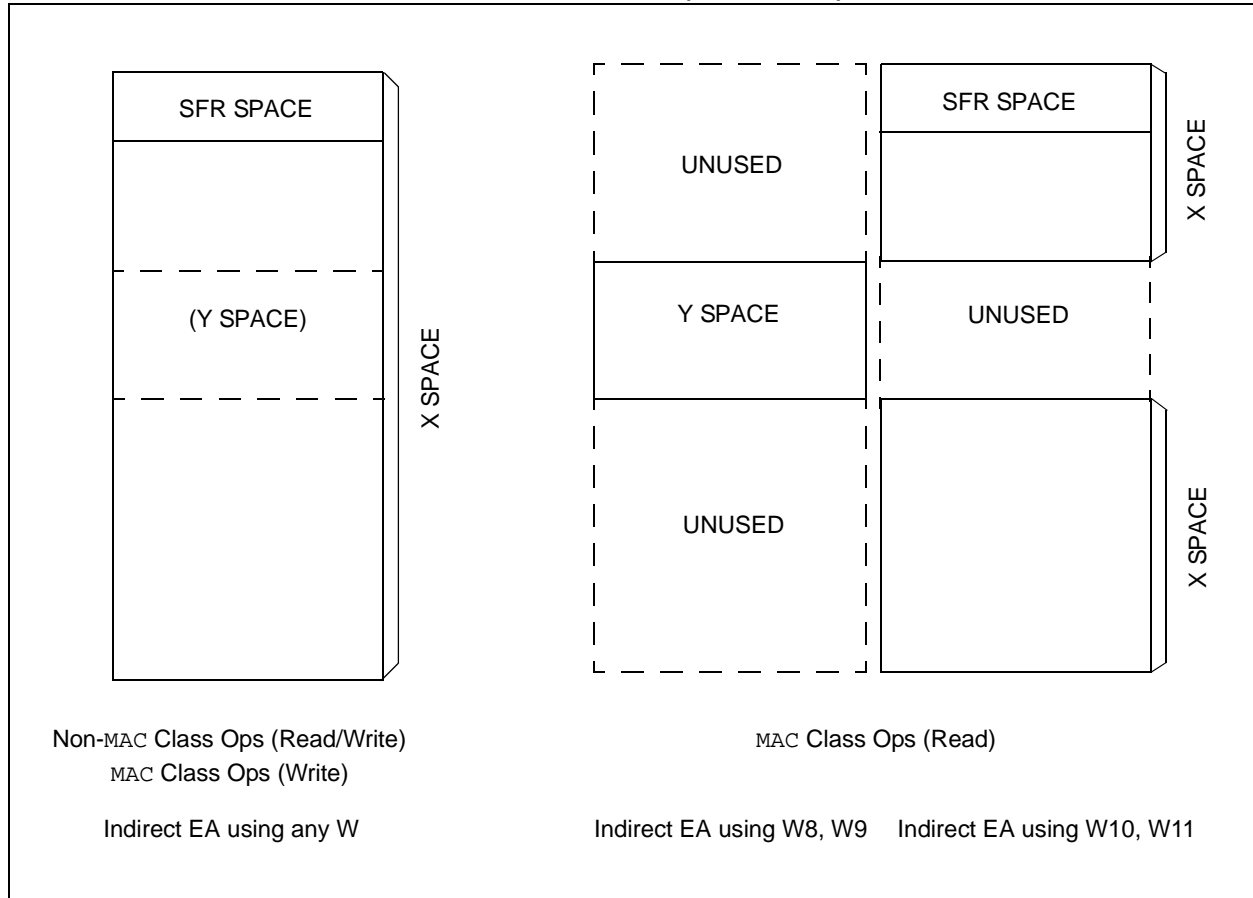 SFR SPACE
(Y SPACE)
X SPACE
UNUSED
Y SPACE
UNUSED
SFR SPACE
UNUSED
X SPACE
X SPACE
Non-MAC Class Ops (Read/Write)
MAC Class Ops (Write)
Indirect EA using any W
MAC Class Ops (Read)
Indirect EA using W8, W9
Indirect EA using W10, W11